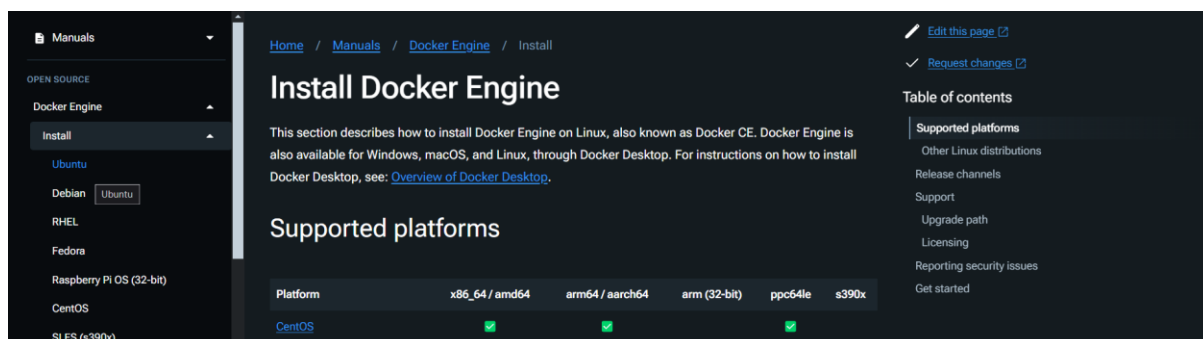 Manuals
OPEN SOURCE
Docker Engine
Install
Ubuntu
Debian
Ubuntu
RHEL
Fedora
Raspberry Pi OS (32-bit)
CentOS
SLES (s390x)
Home / Manuals / Docker Engine / Install
Install Docker Engine
This section describes how to install Docker Engine on Linux, also known as Docker CE. Docker Engine is
also available for Windows, macOS, and Linux, through Docker Desktop. For instructions on how to install
Docker Desktop, see: Overview of Docker Desktop.
Supported platforms
Platform x86_64 / amd64 arm64 / aarch64 arm (32-bit) ppc64le s390x
CentOS
Edit this page
Request changes
Table of contents
Supported platforms
Other Linux distributions
Release channels
Support
Upgrade path
Licensing
Reporting security issues
Get started